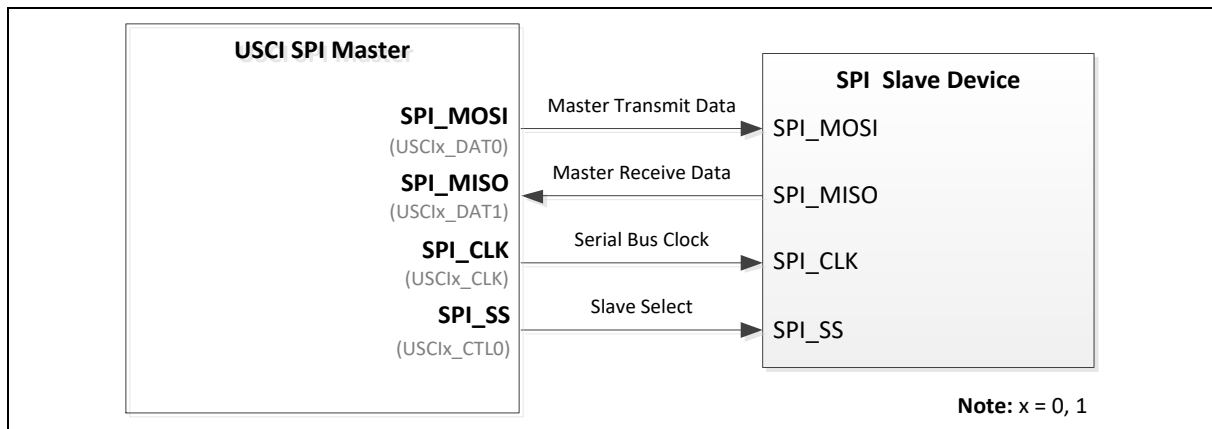 USCI SPI Master
SPI_MOSI
(USCIx_DAT0)
SPI_MISO
(USCIx_DAT1)
SPI_CLK
(USCIx_CLK)
SPI_SS
(USCIx_CTL0)
Master Transmit Data
Master Receive Data
Serial Bus Clock
Slave Select
SPI Slave Device
SPI_MOSI
SPI_MISO
SPI_CLK
SPI_SS
Note: x = 0, 1